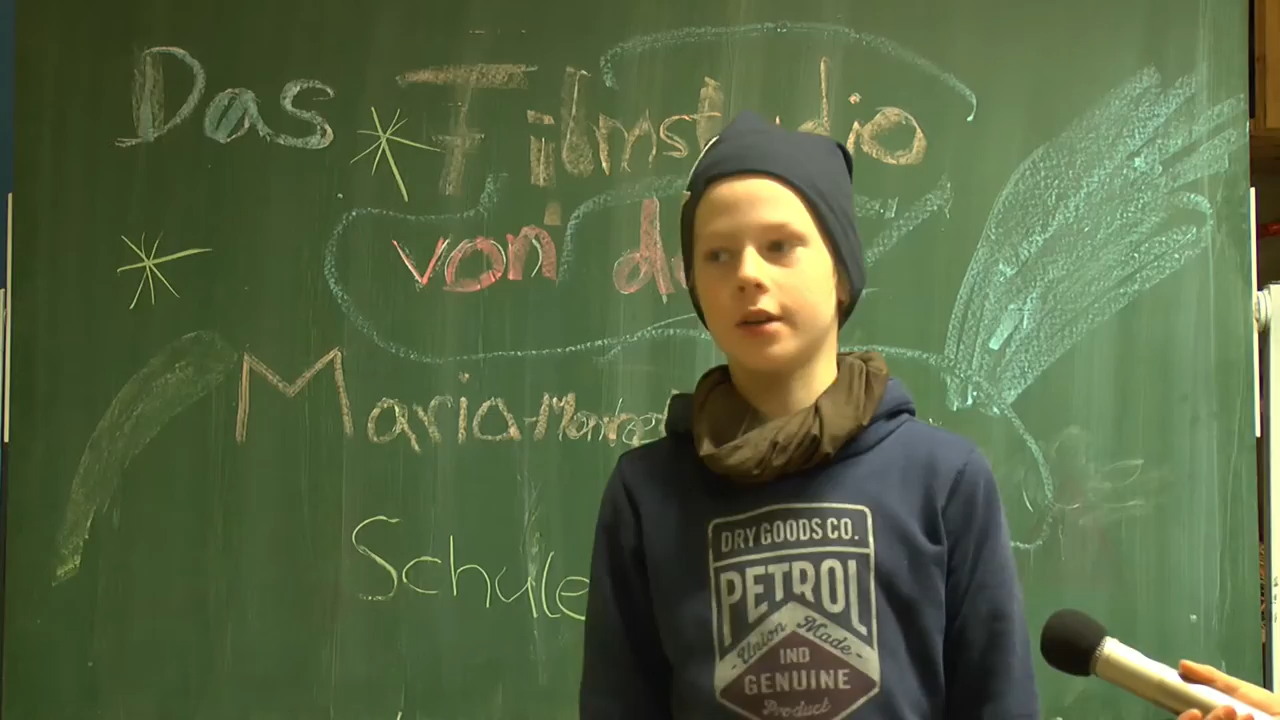 Das Filmstudio
von d
Maria-Montes
Schule
DRY GOODS CO.
PETROL
-Union Made-
IND
GENUINE
Product